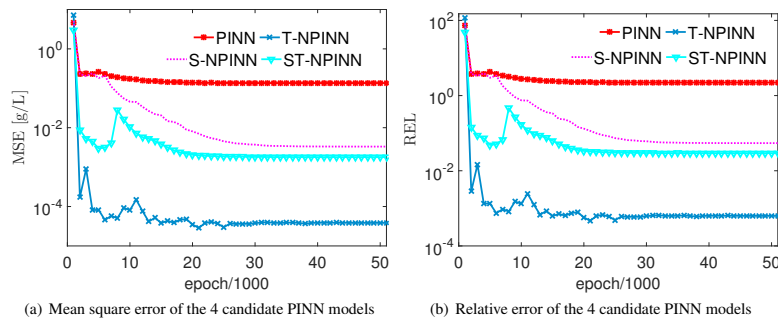 PINN T-NPINN
S-NPINN ST-NPINN
10^0
10^-2
10^-4
MSE [g/L]
0 10 20 30 40 50
epoch/1000
(a) Mean square error of the 4 candidate PINN models
PINN T-NPINN
S-NPINN ST-NPINN
10^2
10^0
10^-2
10^-4
REL
0 10 20 30 40 50
epoch/1000
(b) Relative error of the 4 candidate PINN models